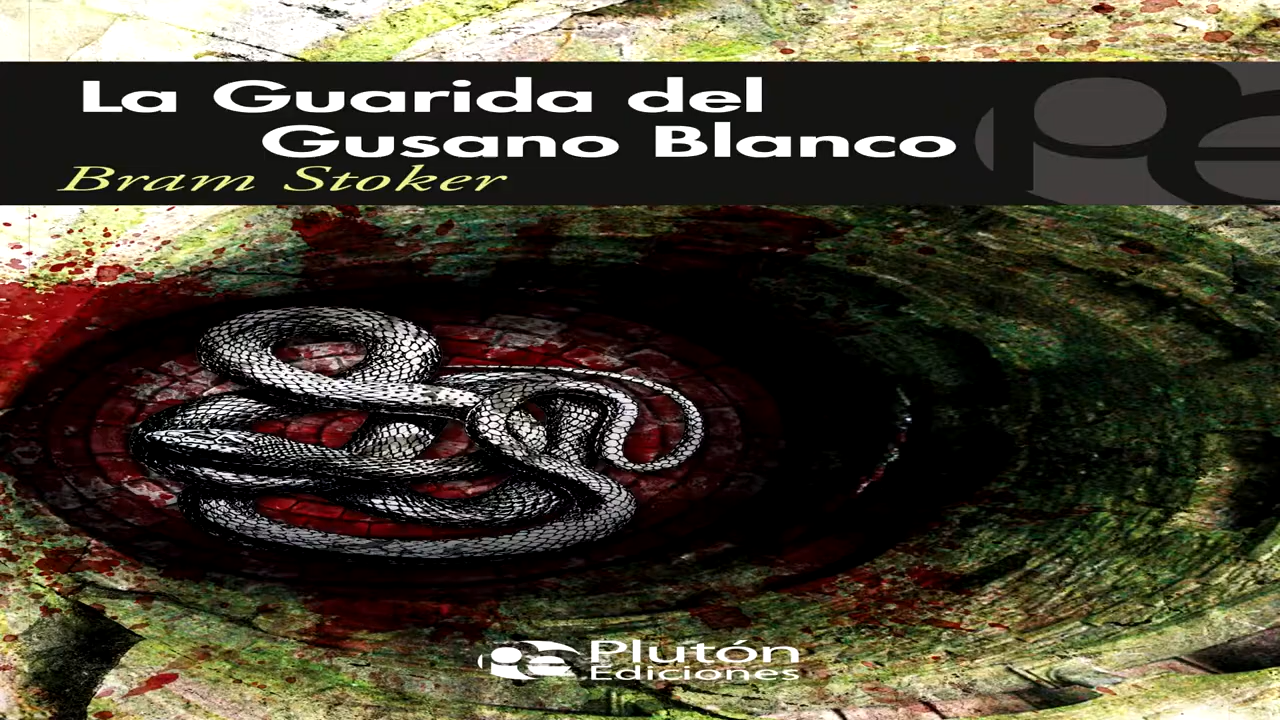 La Guarida del
Gusano Blanco
Bram Stoker
Plutón
Ediciones